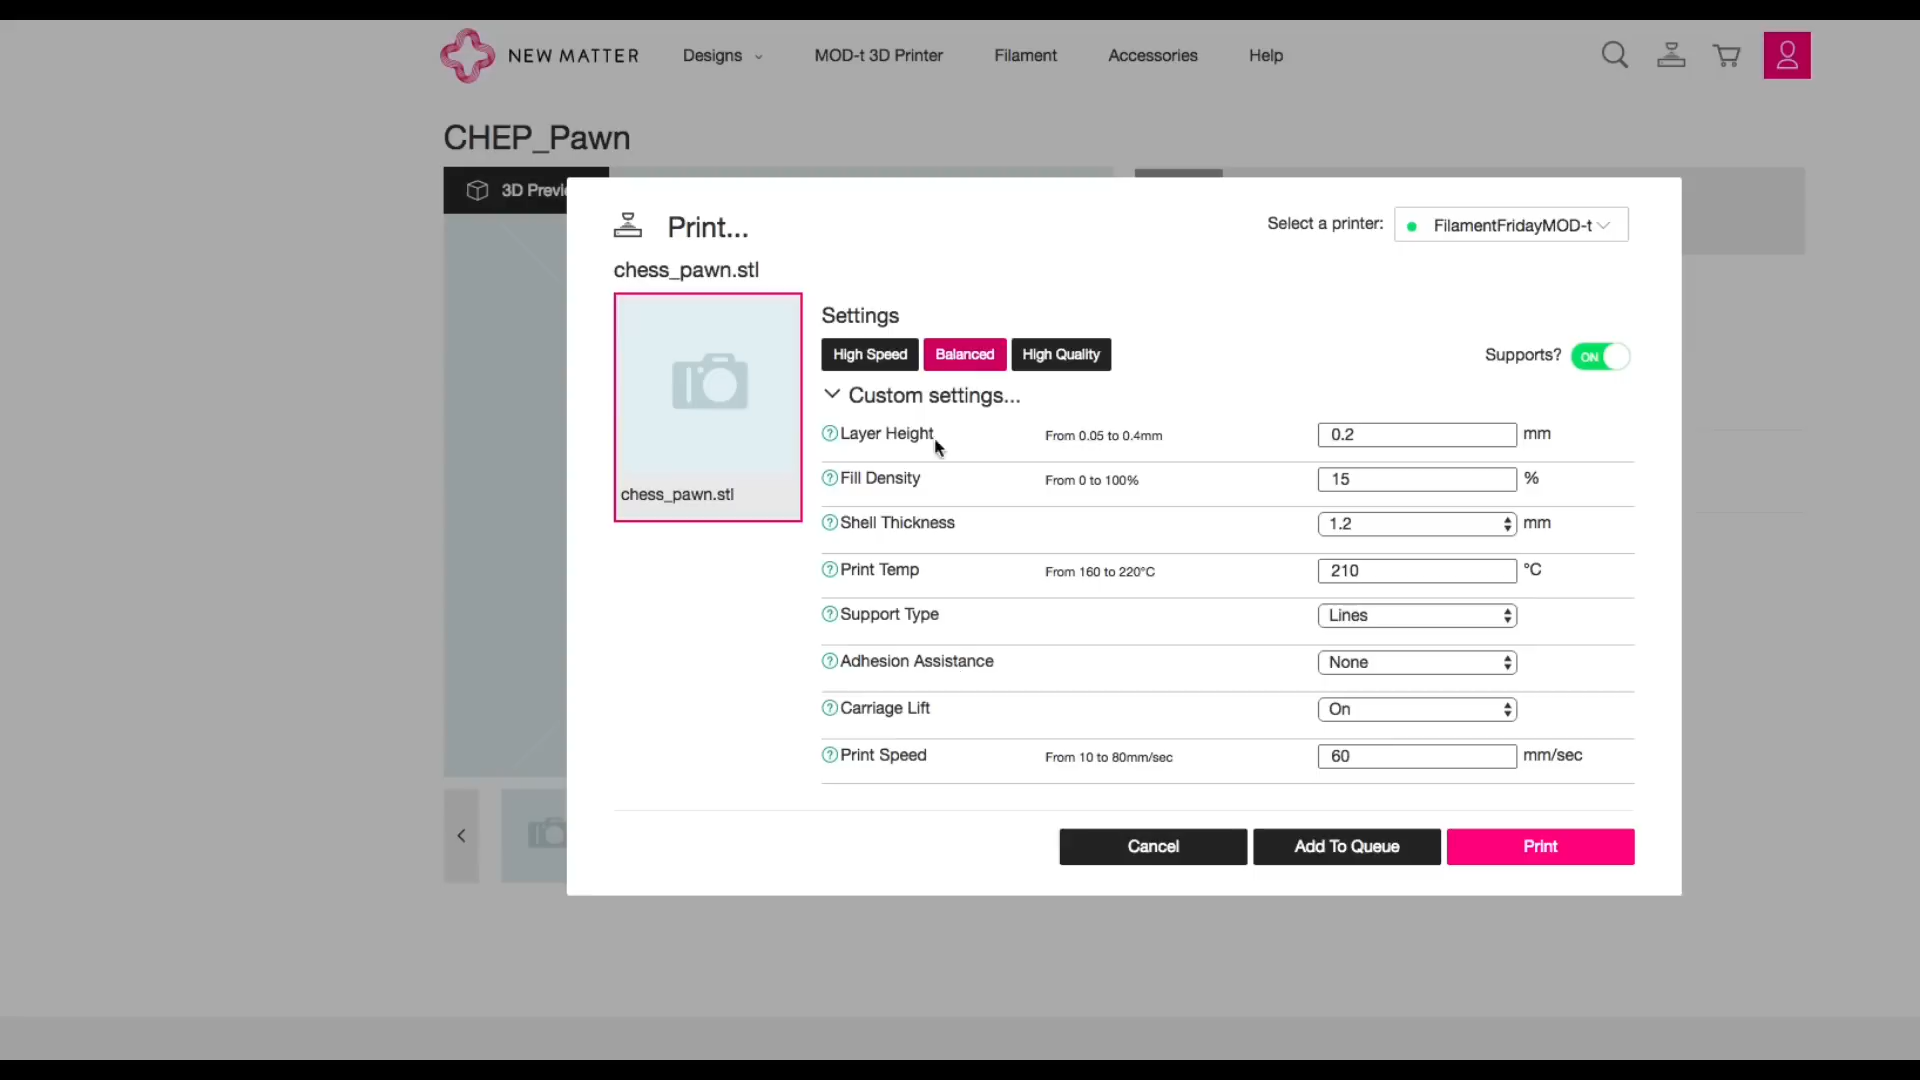 NEW MATTER Designs MOD-t 3D Printer Filament Accessories Help
CHEP_Pawn
3D Previe
Print... Select a printer: FilamentFridayMOD-t
chess_pawn.stl
Settings
High Speed Balanced High Quality Supports? ON
Custom settings...
Layer Height From 0.05 to 0.4mm 0.2 mm
Fill Density From 0 to 100% 15 %
chess_pawn.stl
Shell Thickness 1.2 mm
Print Temp From 160 to 220°C 210 °C
Support Type Lines
Adhesion Assistance None
Carriage Lift On
Print Speed From 10 to 80mm/sec 60 mm/sec
Cancel Add To Queue Print